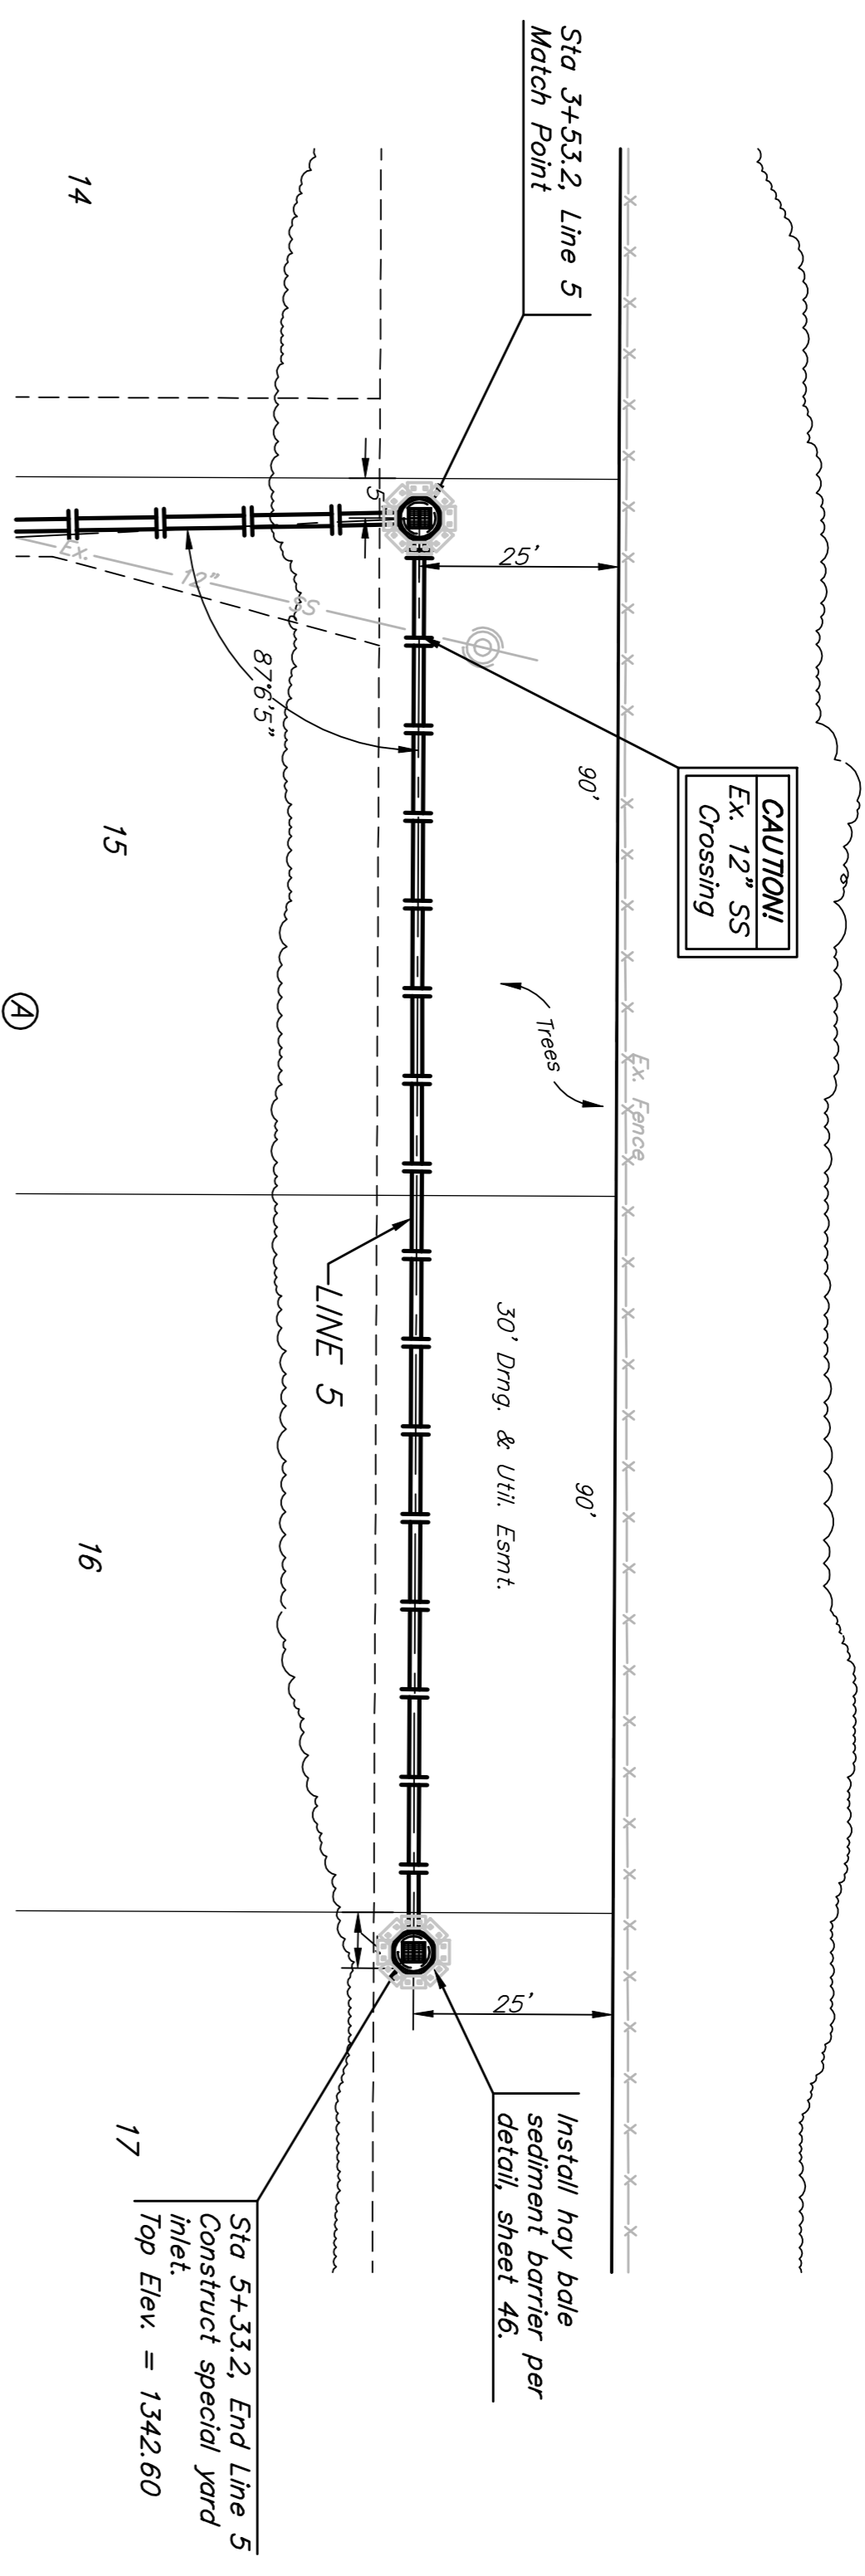 Sta 3+53.2, Line 5
Match Point
14
5'
25'
Ex. 12" SS
87°6'5"
90'
CAUTION!
Ex. 12" SS
Crossing
15
A
Trees
Ex. Fence
LINE 5
30' Drng. & Util. Esmt.
90'
16
25'
Install hay bale
sediment barrier per
detail, sheet 46.
17
Sta 5+33.2, End Line 5
Construct special yard
inlet.
Top Elev. = 1342.60